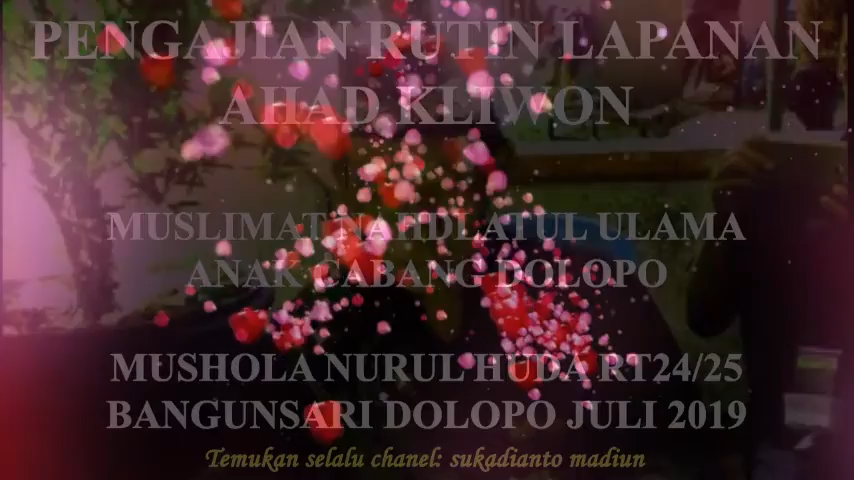 PENGAJIAN RUTIN LAPANAN
AHAD KLIWON
MUSLIMAT NAHDLATUL ULAMA
ANAK CABANG DOLOPO
MUSHOLA NURUL HUDA RT24/25
BANGUNSARI DOLOPO JULI 2019
Temukan selalu chanel: sukadianto madiun